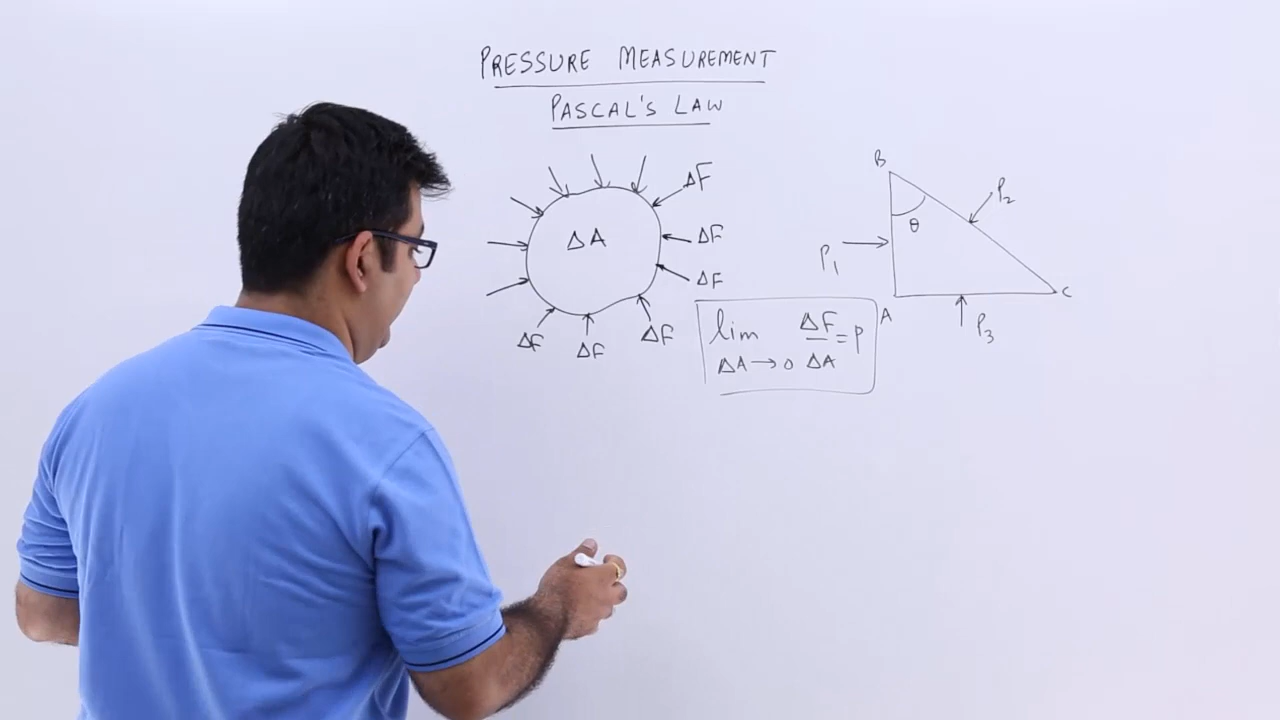 PRESSURE MEASUREMENT
PASCAL'S LAW
ΔF
ΔA
ΔF
ΔF
ΔF
ΔF
ΔF
lim ΔF = P
ΔA → 0 ΔA
B
θ
P2
P1
A
C
P3